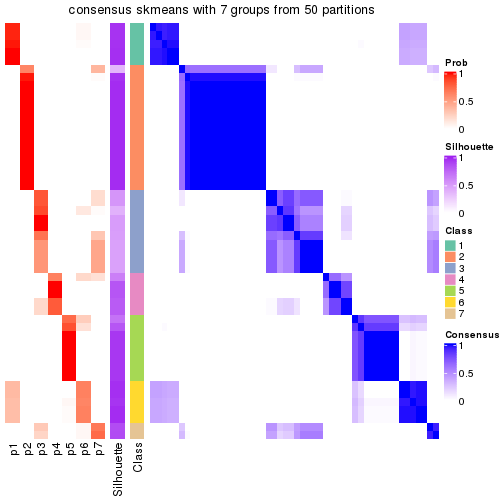 consensus skmeans with 7 groups from 50 partitions
Prob
1
0.5
0
Silhouette
1
0.5
0
Class
1
2
3
4
5
6
7
Consensus
1
0.5
0
p1
p2
p3
p4
p5
p6
p7
Silhouette
Class